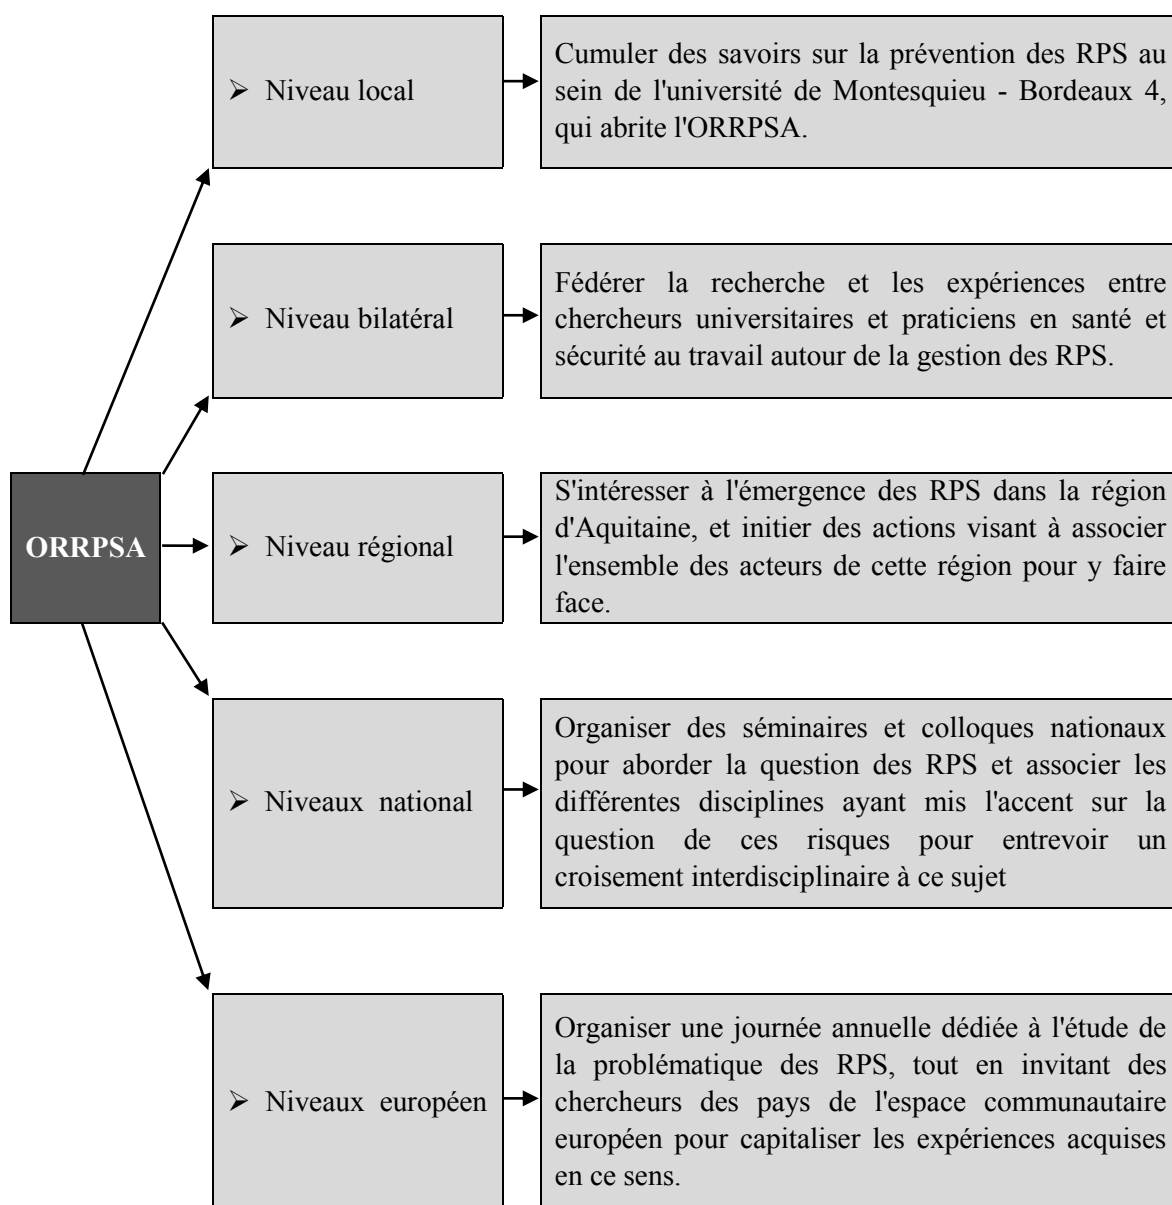 ➢ Niveau local
Cumuler des savoirs sur la prévention des RPS au
sein de l'université de Montesquieu - Bordeaux 4,
qui abrite l'ORRPSA.
➢ Niveau bilatéral
Fédérer la recherche et les expériences entre
chercheurs universitaires et praticiens en santé et
sécurité au travail autour de la gestion des RPS.
ORRPSA
➢ Niveau régional
S'intéresser à l'émergence des RPS dans la région
d'Aquitaine, et initier des actions visant à associer
l'ensemble des acteurs de cette région pour y faire
face.
➢ Niveaux national
Organiser des séminaires et colloques nationaux
pour aborder la question des RPS et associer les
différentes disciplines ayant mis l'accent sur la
question de ces risques pour entrevoir un
croisement interdisciplinaire à ce sujet
➢ Niveaux européen
Organiser une journée annuelle dédiée à l'étude de
la problématique des RPS, tout en invitant des
chercheurs des pays de l'espace communautaire
européen pour capitaliser les expériences acquises
en ce sens.